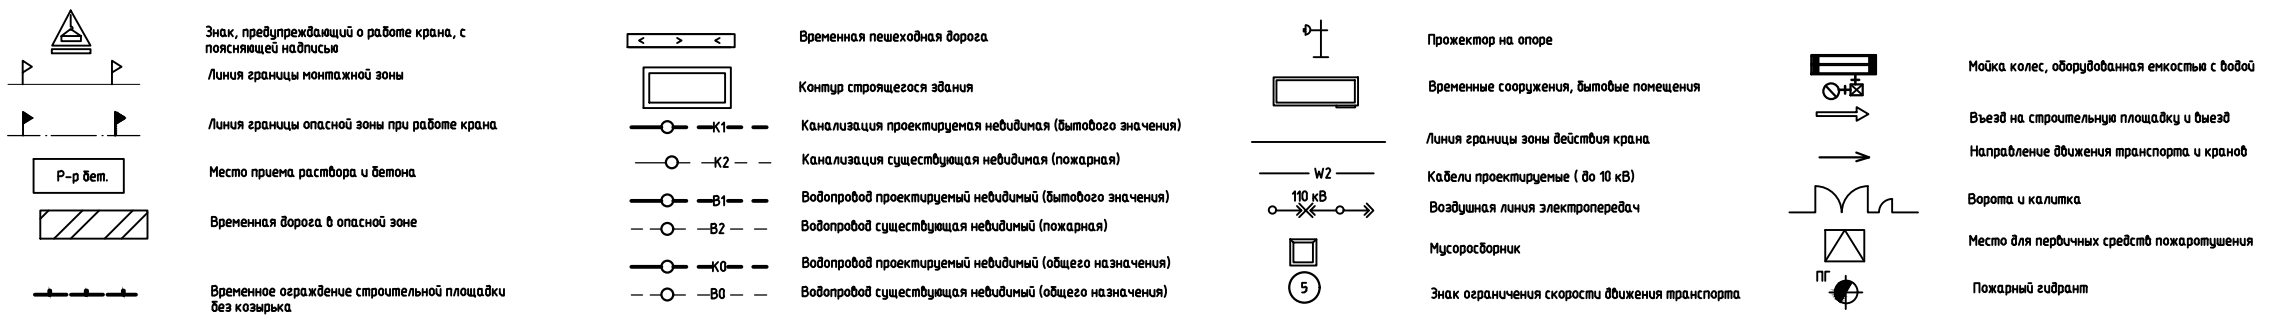 Знак, предупреждающий о работе крана, с
поясняющей надписью
Линия границы монтажной зоны
Линия границы опасной зоны при работе крана
Р-р бет.
Место приема раствора и бетона
Временная дорога в опасной зоне
Временное ограждение строительной площадки
без козырька
Временная пешеходная дорога
Контур строящегося здания
К1
Канализация проектируемая невидимая (бытового значения)
К2
Канализация существующая невидимая (пожарная)
В1
Водопровод проектируемый невидимый (бытового значения)
В2
Водопровод существующая невидимый (пожарная)
К0
Водопровод проектируемый невидимый (общего назначения)
В0
Водопровод существующая невидимый (общего назначения)
Прожектор на опоре
Временные сооружения, бытовые помещения
Линия границы зоны действия крана
W2
Кабели проектируемые ( до 10 кВ)
110 кВ
Воздушная линия электропередач
Мусоросборник
5
Знак ограничения скорости движения транспорта
Мойка колес, оборудованная емкостью с водой
Въезд на строительную площадку и выезд
Направление движения транспорта и кранов
Ворота и калитка
Место для первичных средств пожаротушения
ПГ
Пожарный гидрант